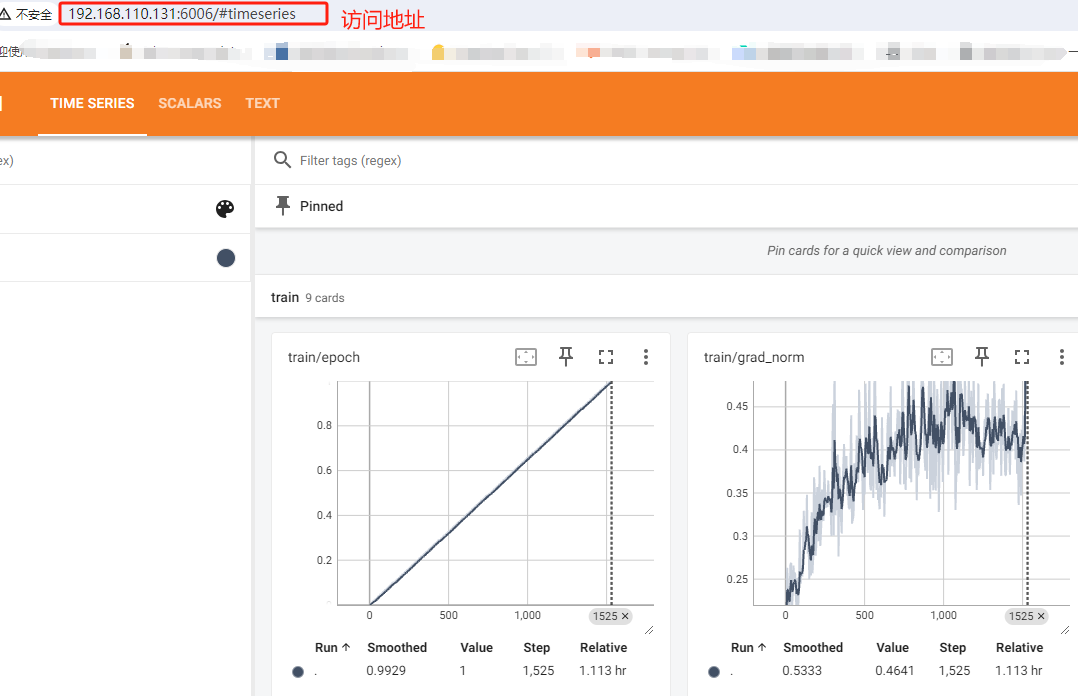 不安全 192.168.110.131:6006/#timeseries 访问地址
TIME SERIES SCALARS TEXT
ex) Filter tags (regex)
Pinned
Pin cards for a quick view and comparison
train 9 cards
train/epoch
0.8
0.6
0.4
0.2
0 500 1,000 1525 ×
Run ↑ Smoothed Value Step Relative
. 0.9929 1 1,525 1.113 hr
train/grad_norm
0.45
0.4
0.35
0.3
0.25
0 500 1,000 1525 ×
Run ↑ Smoothed Value Step Relative
. 0.5333 0.4641 1,525 1.113 hr